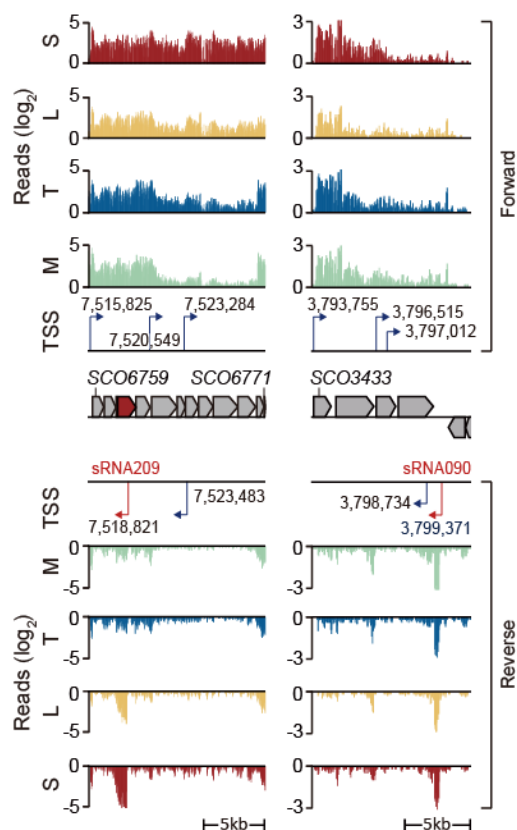 Reads (log2)
Forward
S
5
0
3
0
L
5
0
3
0
T
5
0
3
0
M
5
0
3
0
TSS
7,515,825
7,523,284
7,520,549
3,793,755
3,796,515
3,797,012
SCO6759
SCO6771
SCO3433
sRNA209
sRNA090
TSS
7,523,483
7,518,821
3,798,734
3,799,371
Reads (log2)
Reverse
M
0
-5
0
-3
T
0
-5
0
-3
L
0
-5
0
-3
S
0
-5
0
-3
5kb
5kb